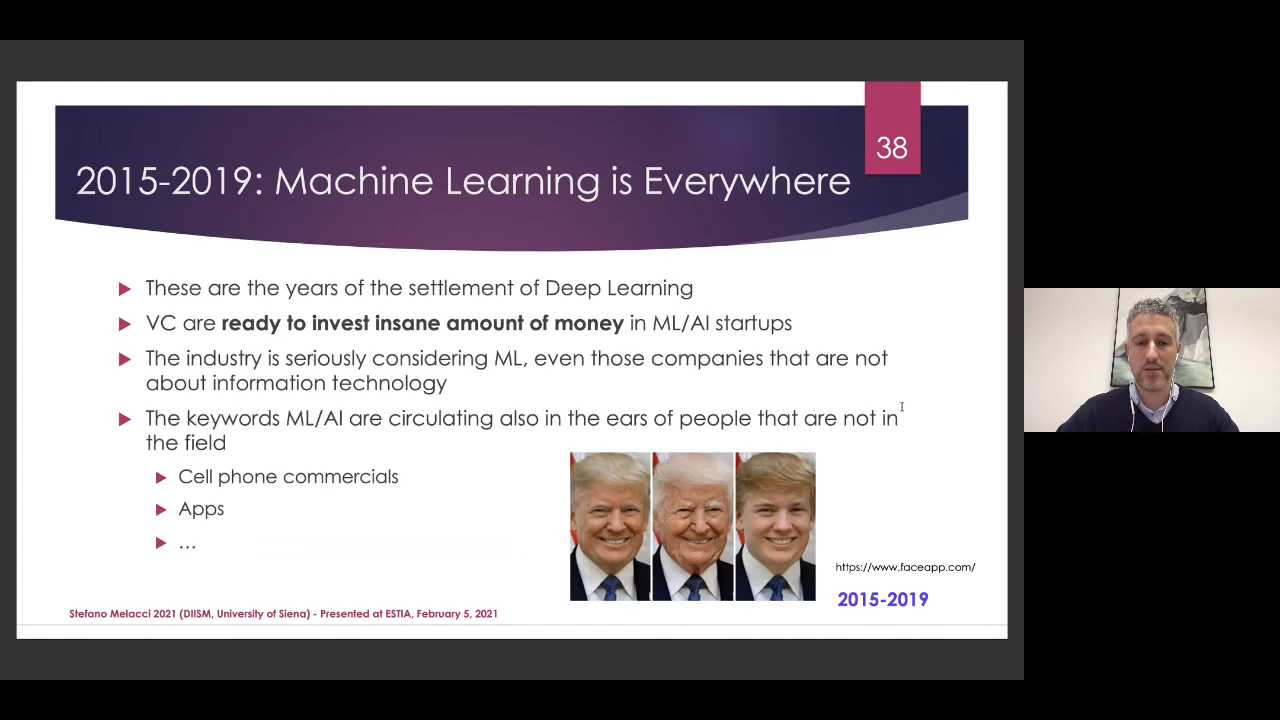 38
2015-2019: Machine Learning is Everywhere
These are the years of the settlement of Deep Learning
VC are ready to invest insane amount of money in ML/AI startups
The industry is seriously considering ML, even those companies that are not
about information technology
The keywords ML/AI are circulating also in the ears of people that are not in
the field
Cell phone commercials
Apps
...
https://www.faceapp.com/
2015-2019
Stefano Melacci 2021 (DIISM, University of Siena) - Presented at ESTIA, February 5, 2021